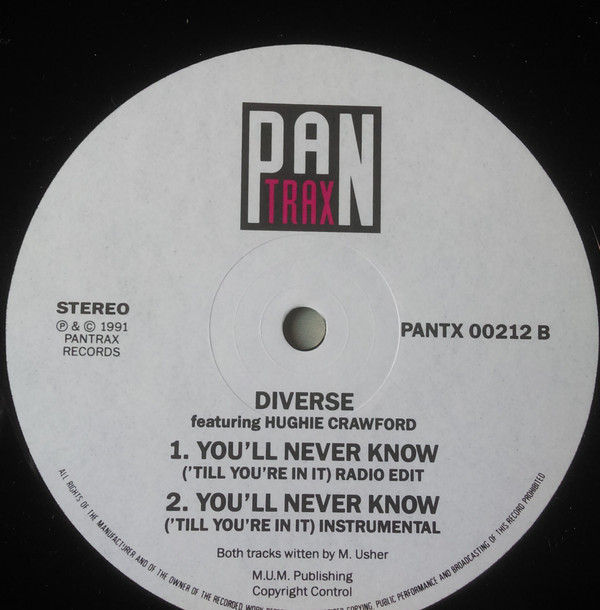 PAN
TRAX
STEREO
℗ & © 1991
PANTRAX
RECORDS
PANTX 00212 B
DIVERSE
featuring HUGHIE CRAWFORD
1. YOU'LL NEVER KNOW
('TILL YOU'RE IN IT) RADIO EDIT
2. YOU'LL NEVER KNOW
('TILL YOU'RE IN IT) INSTRUMENTAL
Both tracks witten by M. Usher
M.U.M. Publishing
Copyright Control
ALL RIGHTS OF THE MANUFACTURER AND OF THE OWNER OF THE RECORDED WORK COPYING, PUBLIC PERFORMANCE AND BROADCASTING OF THIS RECORD PROHIBITED